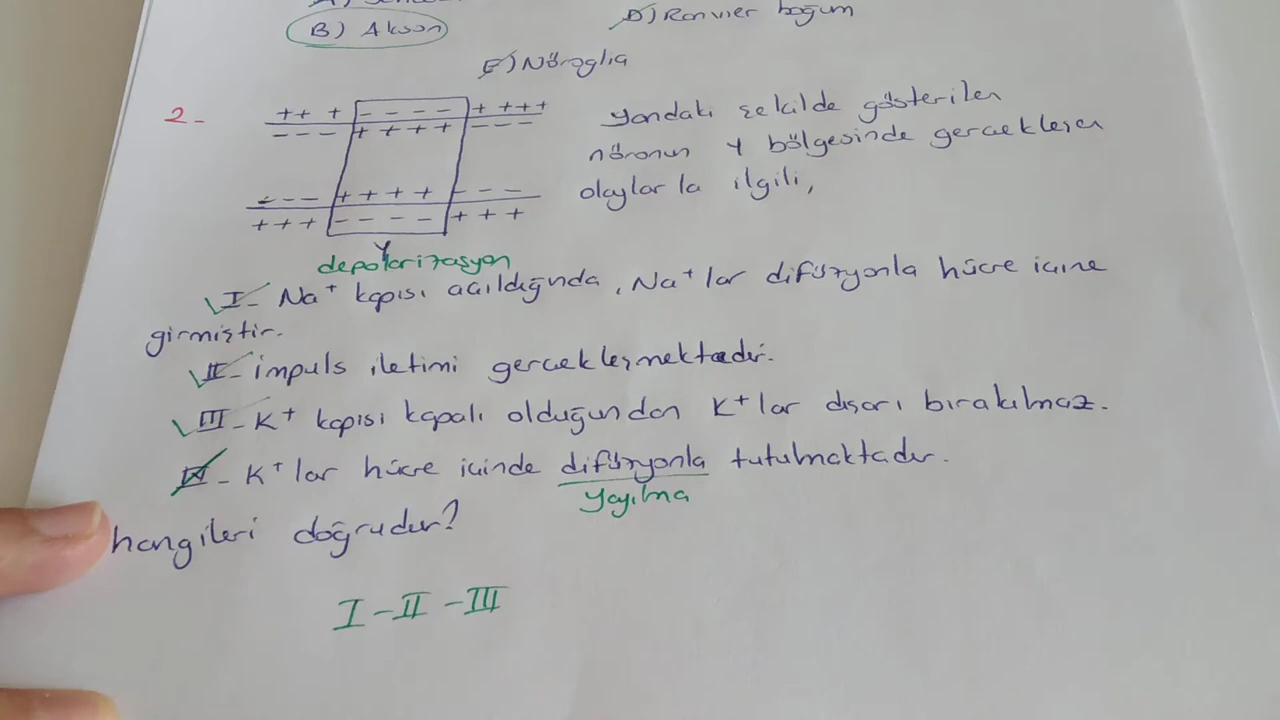 B) Akson
D) Ranvier boğum
E) Nöroglia
2-
++ + - - - - + +++
- - - + + + + - - -
- - - + + + + - - -
+++ - - - - + + +
Yandaki şekilde gösterilen
nöronun Y bölgesinde gerçekleşen
olaylar la ilgili,
Y
depolarizasyon
I- Na+ kapısı açıldığında, Na+ lar difüzyonla hücre içine
girmiştir.
II- impuls iletimi gerçekleşmektedir.
III- K+ kapısı kapalı olduğundan K+lar dışarı bırakılmaz.
IV- K+ lar hücre içinde difüzyonla tutulmaktadır.
yayılma
hangileri doğrudur?
I-II-III